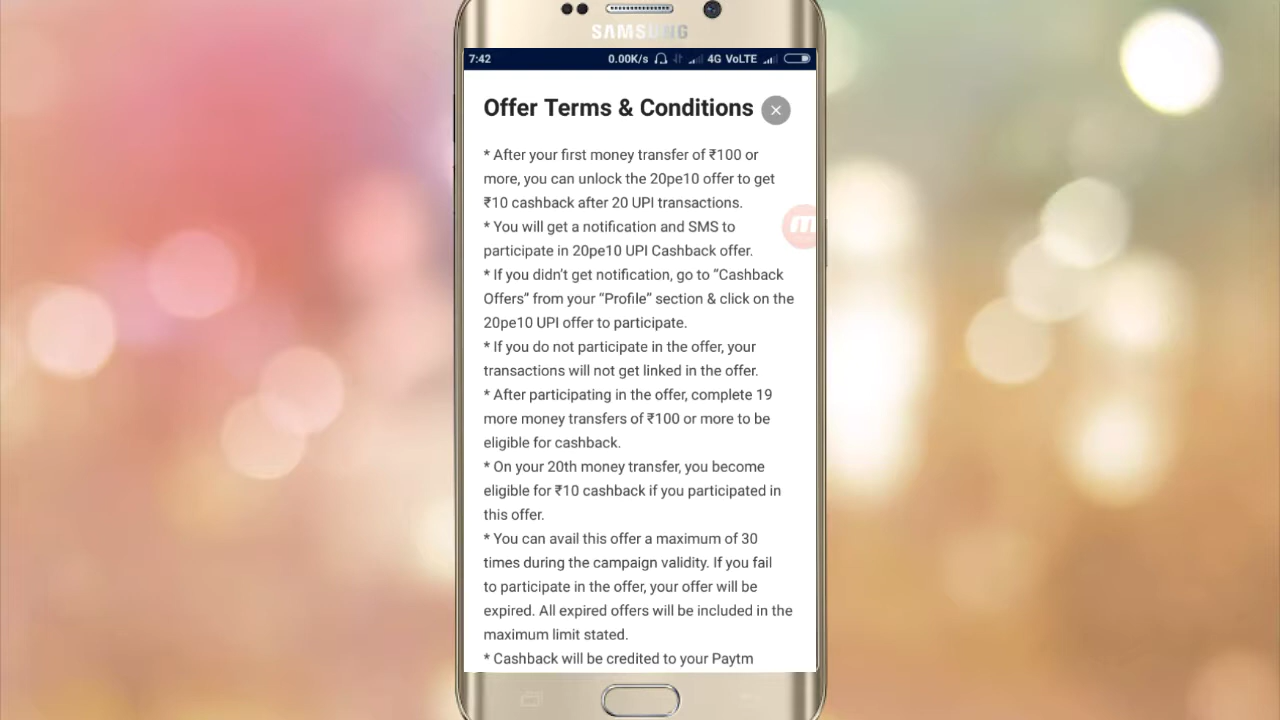 SAMSUNG
7:42 0.00K/s 4G VoLTE
Offer Terms & Conditions
* After your first money transfer of ₹100 or
more, you can unlock the 20pe10 offer to get
₹10 cashback after 20 UPI transactions.
* You will get a notification and SMS to
participate in 20pe10 UPI Cashback offer.
* If you didn't get notification, go to “Cashback
Offers” from your “Profile” section & click on the
20pe10 UPI offer to participate.
* If you do not participate in the offer, your
transactions will not get linked in the offer.
* After participating in the offer, complete 19
more money transfers of ₹100 or more to be
eligible for cashback.
* On your 20th money transfer, you become
eligible for ₹10 cashback if you participated in
this offer.
* You can avail this offer a maximum of 30
times during the campaign validity. If you fail
to participate in the offer, your offer will be
expired. All expired offers will be included in the
maximum limit stated.
* Cashback will be credited to your Paytm